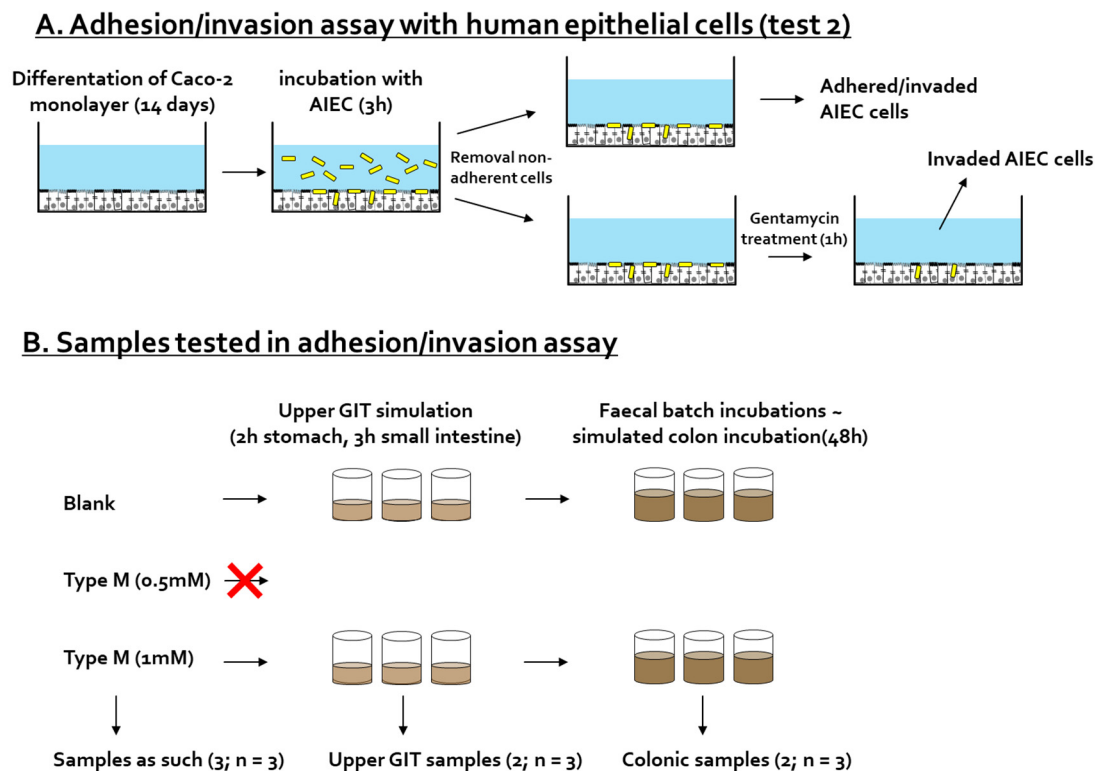 A. Adhesion/invasion assay with human epithelial cells (test 2)
Differentation of Caco-2
monolayer (14 days)
incubation with
AIEC (3h)
Removal non-
adherent cells
Adhered/invaded
AIEC cells
Invaded AIEC cells
Gentamycin
treatment (1h)
B. Samples tested in adhesion/invasion assay
Upper GIT simulation
(2h stomach, 3h small intestine)
Faecal batch incubations ~
simulated colon incubation(48h)
Blank
Type M (0.5mM)
Type M (1mM)
Samples as such (3; n = 3)
Upper GIT samples (2; n = 3)
Colonic samples (2; n = 3)